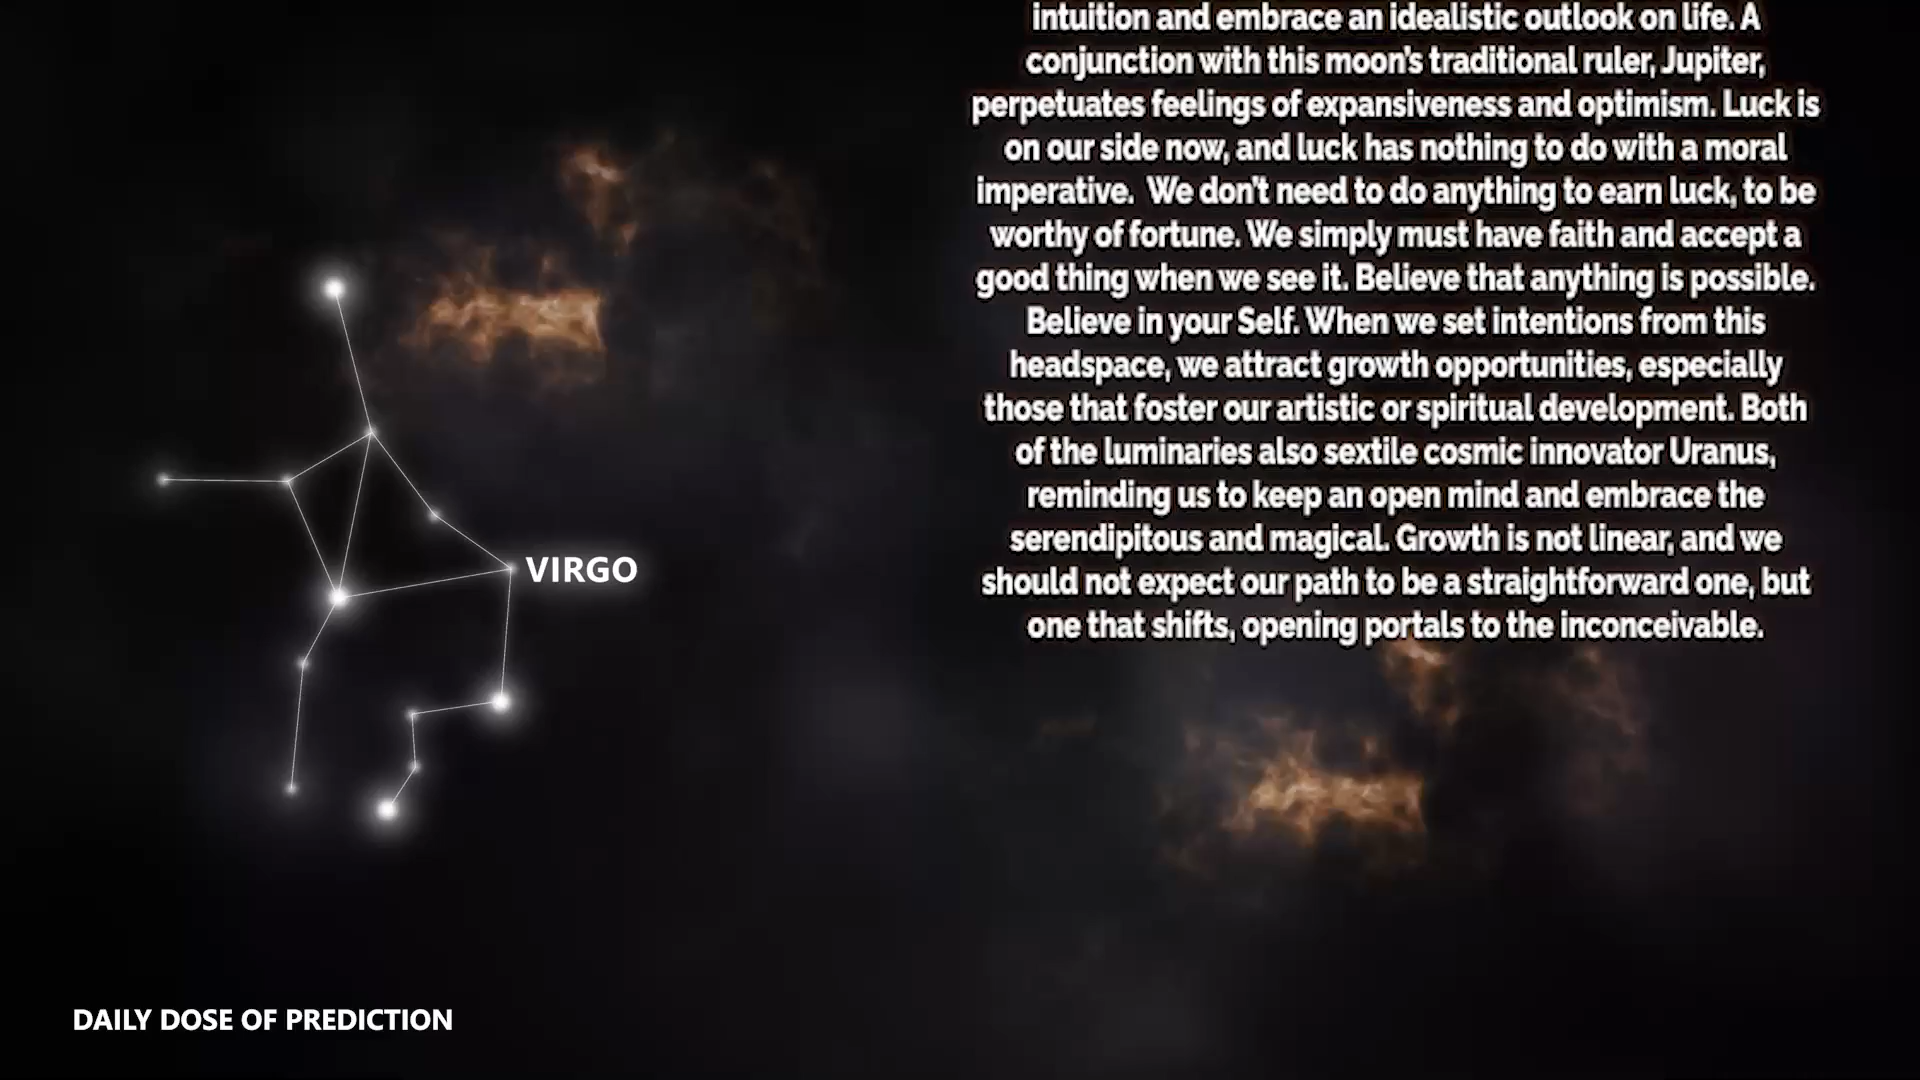 intuition and embrace an idealistic outlook on life. A
conjunction with this moon's traditional ruler, Jupiter,
perpetuates feelings of expansiveness and optimism. Luck is
on our side now, and luck has nothing to do with a moral
imperative.  We don't need to do anything to earn luck, to be
worthy of fortune. We simply must have faith and accept a
good thing when we see it. Believe that anything is possible.
Believe in your Self. When we set intentions from this
headspace, we attract growth opportunities, especially
those that foster our artistic or spiritual development. Both
of the luminaries also sextile cosmic innovator Uranus,
reminding us to keep an open mind and embrace the
serendipitous and magical. Growth is not linear, and we
should not expect our path to be a straightforward one, but
one that shifts, opening portals to the inconceivable.
VIRGO
DAILY DOSE OF PREDICTION